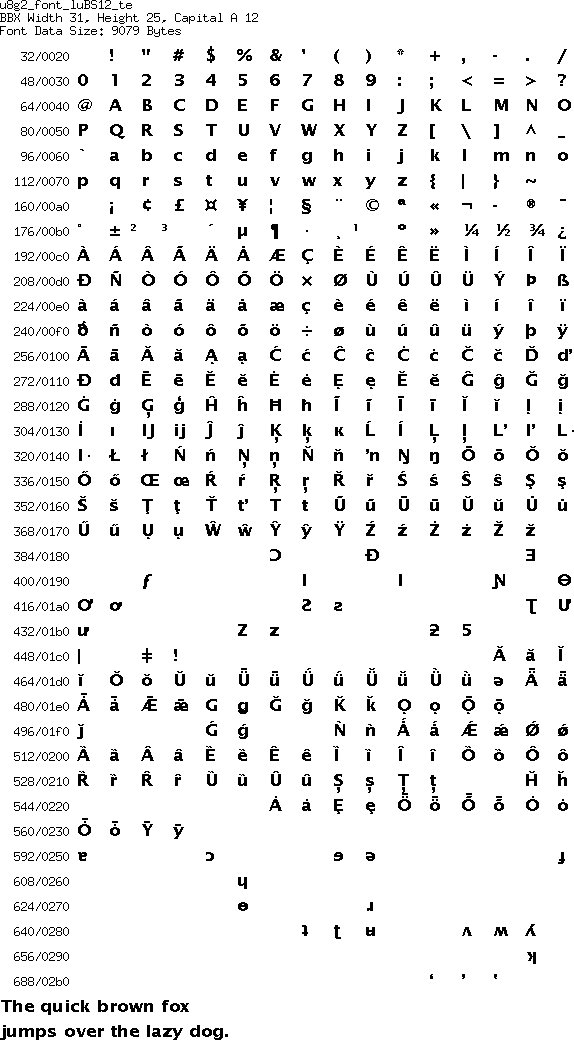 u8g2_font_luBS12_te
BBX Width 31, Height 25, Capital A 12
Font Data Size: 9079 Bytes
32/0020 ! " # $ % & ' ( ) * + , - . /
48/0030 0 1 2 3 4 5 6 7 8 9 : ; < = > ?
64/0040 @ A B C D E F G H I J K L M N O
80/0050 P Q R S T U V W X Y Z [ \ ] ^ _
96/0060 ` a b c d e f g h i j k l m n o
112/0070 p q r s t u v w x y z { | } ~
160/00a0 ¡ ¢ £ ¤ ¥ ¦ § ¨ © ª « ¬ - ® ¯
176/00b0 ° ± ² ³ ´ µ ¶ · ¸ ¹ º » ¼ ½ ¾ ¿
192/00c0 À Á Â Ã Ä Å Æ Ç È É Ê Ë Ì Í Î Ï
208/00d0 Ð Ñ Ò Ó Ô Õ Ö × Ø Ù Ú Û Ü Ý Þ ß
224/00e0 à á â ã ä å æ ç è é ê ë ì í î ï
240/00f0 ð ñ ò ó ô õ ö ÷ ø ù ú û ü ý þ ÿ
256/0100 Ā ā Ă ă Ą ą Ć ć Ĉ ĉ Ċ ċ Č č Ď ď
272/0110 Đ đ Ē ē Ĕ ĕ Ė ė Ę ę Ě ě Ĝ ĝ Ğ ğ
288/0120 Ġ ġ Ģ ģ Ĥ ĥ Ħ ħ Ĩ ĩ Ī ī Ĭ ĭ Į į
304/0130 İ ı Ĳ ĳ Ĵ ĵ Ķ ķ ĸ Ĺ ĺ Ļ ļ Ľ ľ Ŀ
320/0140 ŀ Ł ł Ń ń Ņ ņ Ň ň ŉ Ŋ ŋ Ō ō Ŏ ŏ
336/0150 Ő ő Œ œ Ŕ ŕ Ŗ ŗ Ř ř Ś ś Ŝ ŝ Ş ş
352/0160 Š š Ţ ţ Ť ť Ŧ ŧ Ũ ũ Ū ū Ŭ ŭ Ů ů
368/0170 Ű ű Ų ų Ŵ ŵ Ŷ ŷ Ÿ Ź ź Ż ż Ž ž
384/0180 Ɔ Ɖ Ǝ
400/0190 ƒ Ɩ ƚ Ɲ Ɵ
416/01a0 Ơ ơ Ƨ ƨ Ʈ Ư
432/01b0 ư Ƶ ƶ ƻ Ƽ
448/01c0 ǀ ǂ ǃ Ǎ ǎ Ǐ
464/01d0 ǐ Ǒ ǒ Ǔ ǔ Ǖ ǖ Ǘ ǘ Ǚ ǚ Ǜ ǜ ǝ Ǟ ǟ
480/01e0 Ǡ ǡ Ǣ ǣ Ǥ ǥ Ǧ ǧ Ǩ ǩ Ǫ ǫ Ǭ ǭ
496/01f0 ǰ Ǵ ǵ Ǹ ǹ Ǻ ǻ Ǽ ǽ Ǿ ǿ
512/0200 Ȁ ȁ Ȃ ȃ Ȅ ȅ Ȇ ȇ Ȉ ȉ Ȋ ȋ Ȍ ȍ Ȏ ȏ
528/0210 Ȑ ȑ Ȓ ȓ Ȕ ȕ Ȗ ȗ Ș ș Ț ț Ȟ ȟ
544/0220 Ȧ ȧ Ȩ ȩ Ȫ ȫ Ȭ ȭ Ȯ ȯ
560/0230 Ȱ ȱ Ȳ ȳ
592/0250 ɐ ɔ ɘ ə ɟ
608/0260 ɥ
624/0270 ɵ ɹ
640/0280 ʇ ʈ ʉ ʌ ʍ ʎ
656/0290 ʞ
688/02b0 ʻ ʼ ʽ
The quick brown fox
jumps over the lazy dog.